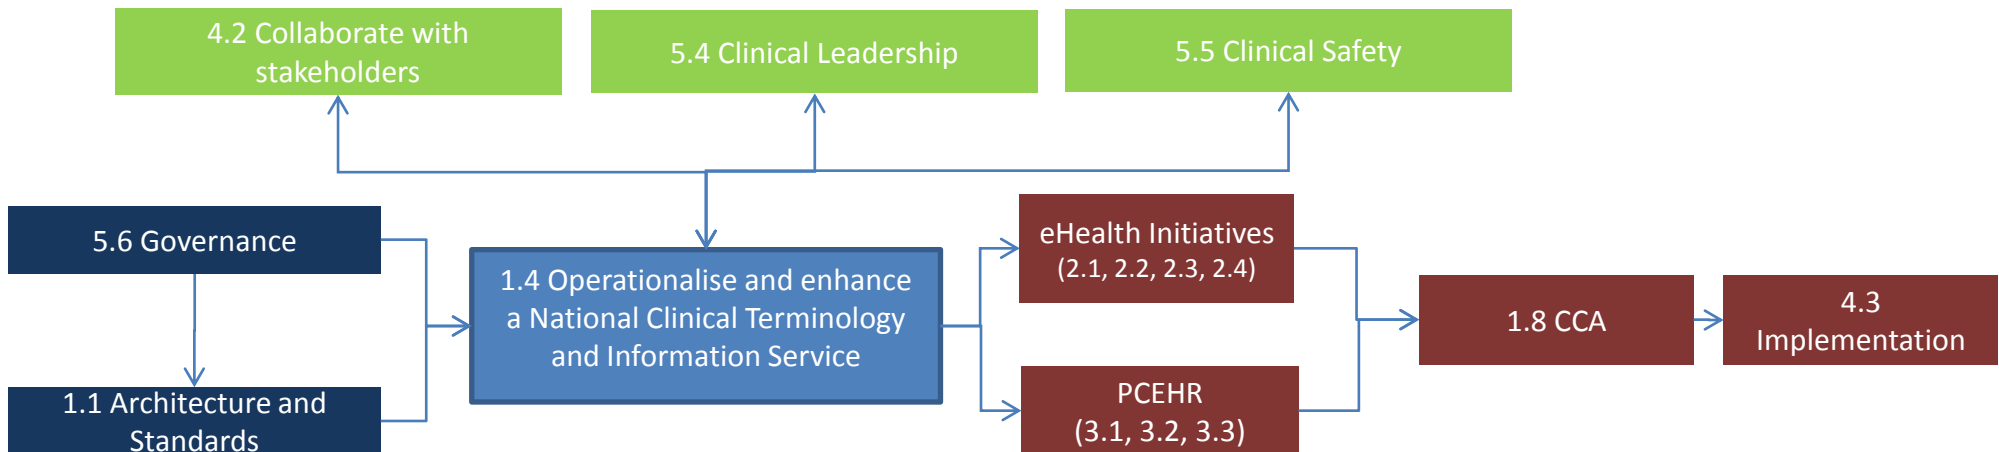 4.2 Collaborate with
stakeholders
5.4 Clinical Leadership
5.5 Clinical Safety
5.6 Governance
1.1 Architecture and
Standards
1.4 Operationalise and enhance
a National Clinical Terminology
and Information Service
eHealth Initiatives
(2.1, 2.2, 2.3, 2.4)
PCEHR
(3.1, 3.2, 3.3)
1.8 CCA
4.3
Implementation